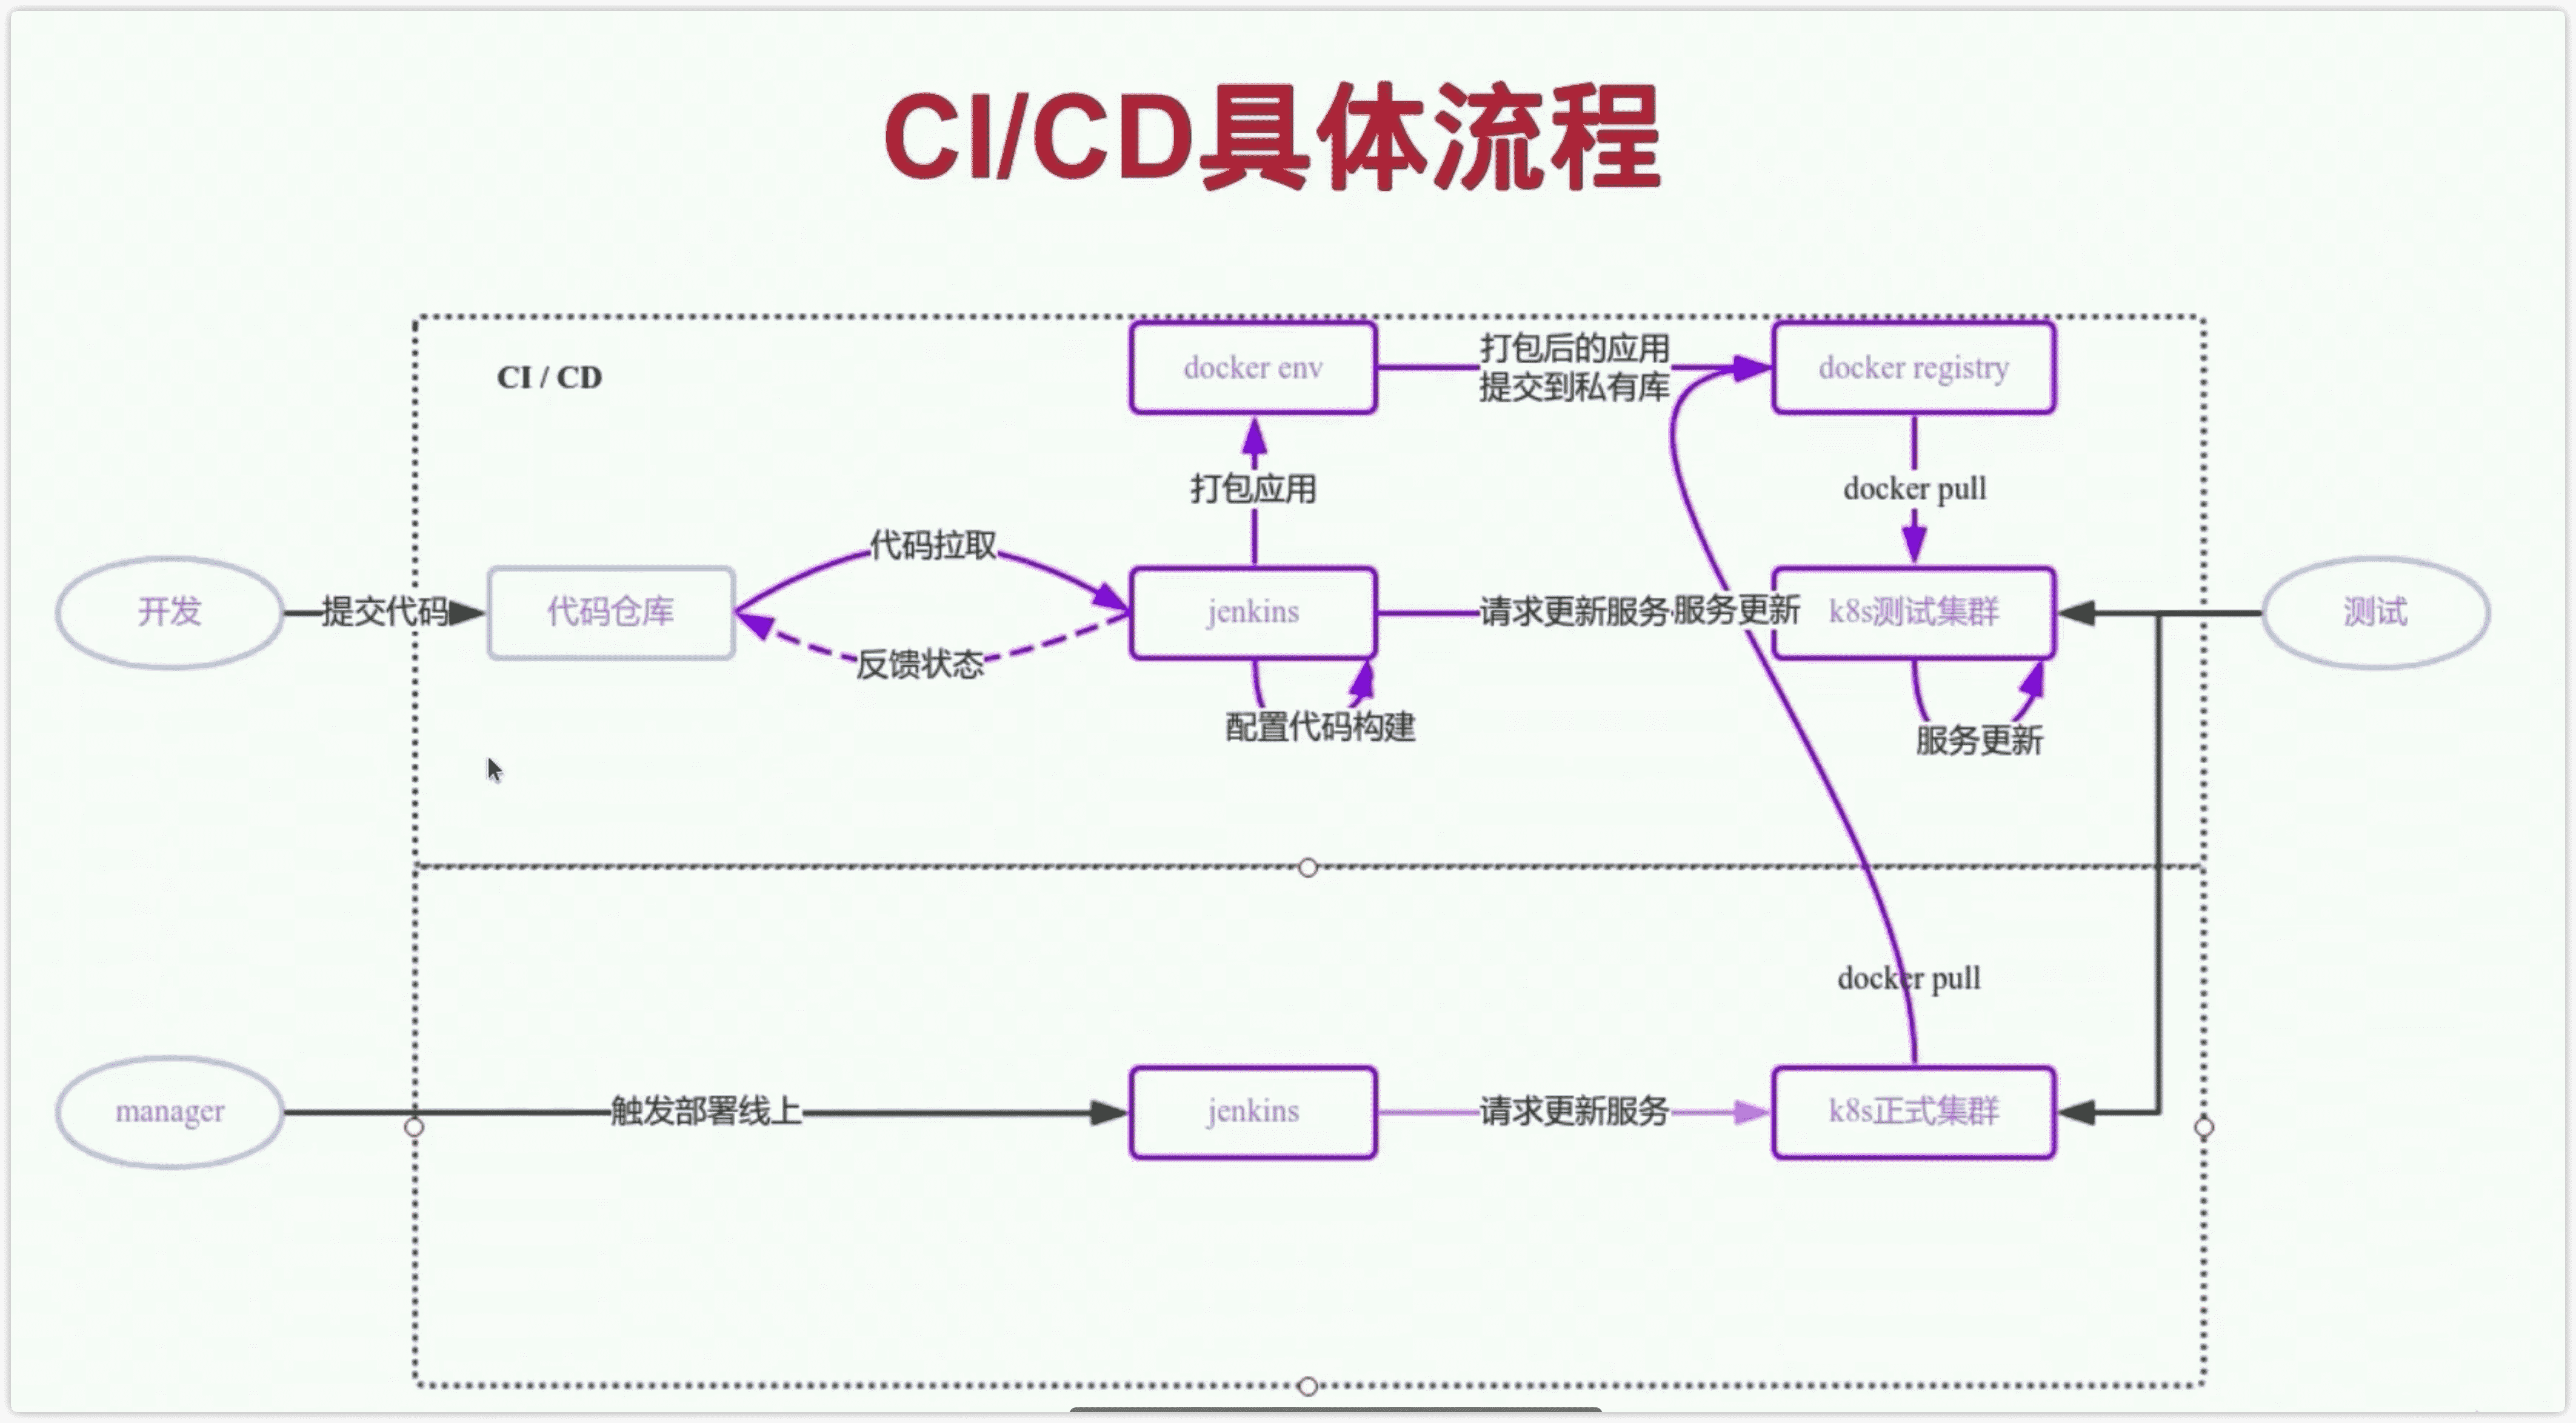 CI/CD具体流程
CI / CD
docker env
打包后的应用
提交到私有库
docker registry
打包应用
docker pull
代码拉取
开发
提交代码
代码仓库
jenkins
请求更新服务
服务更新
k8s测试集群
测试
反馈状态
配置代码构建
服务更新
docker pull
manager
触发部署线上
jenkins
请求更新服务
k8s正式集群